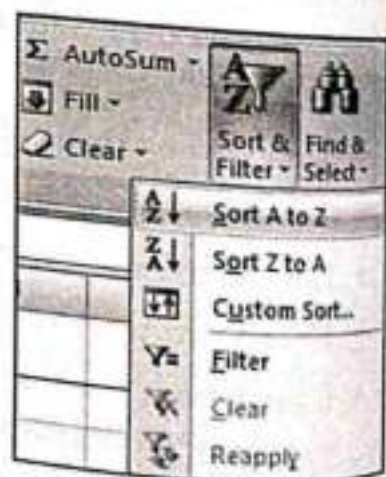 Σ AutoSum
Fill
Clear
Sort & Filter
Find & Select
Sort A to Z
Sort Z to A
Custom Sort...
Filter
Clear
Reapply